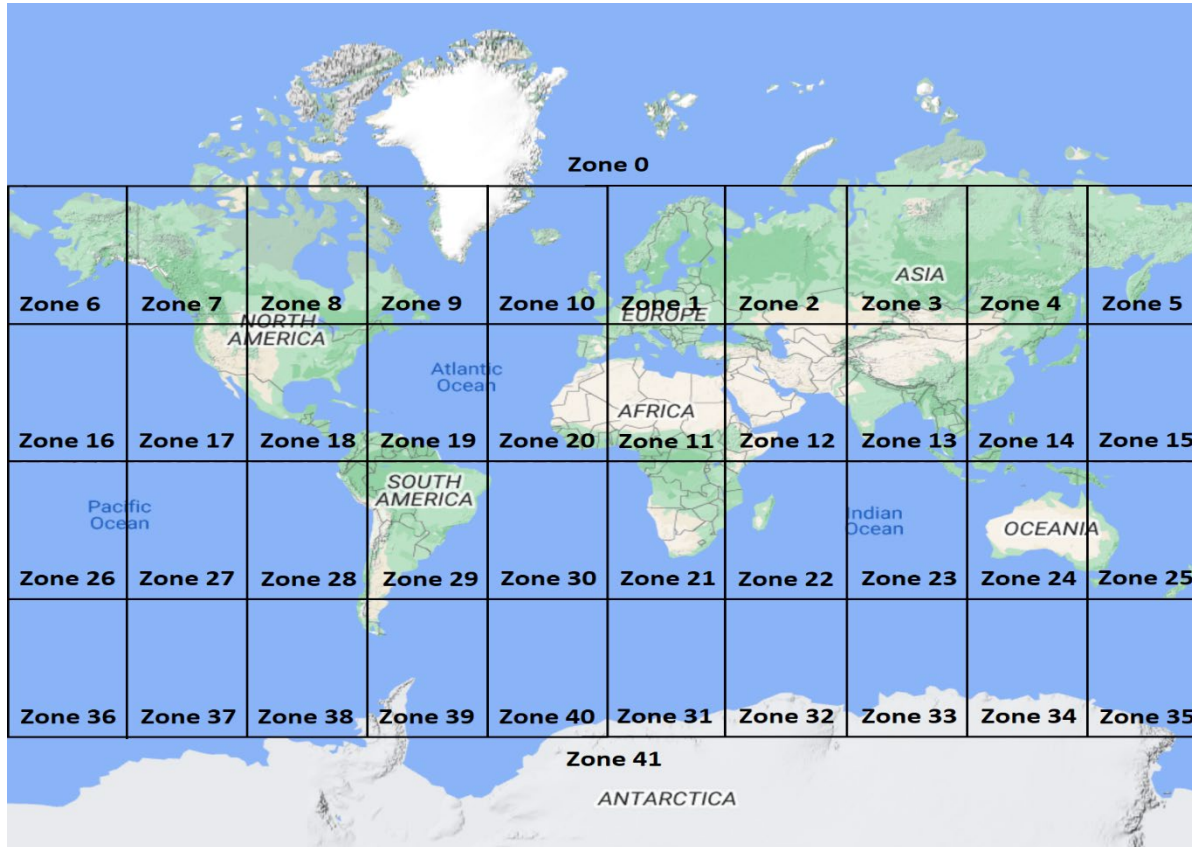 Zone 0
ASIA
Zone 6 Zone 7 Zone 8 Zone 9 Zone 10 Zone 1 Zone 2 Zone 3 Zone 4 Zone 5
NORTH
AMERICA
EUROPE
Atlantic
Ocean
AFRICA
Zone 16 Zone 17 Zone 18 Zone 19 Zone 20 Zone 11 Zone 12 Zone 13 Zone 14 Zone 15
SOUTH
AMERICA
Pacific
Ocean
Indian
Ocean
OCEANIA
Zone 26 Zone 27 Zone 28 Zone 29 Zone 30 Zone 21 Zone 22 Zone 23 Zone 24 Zone 25
Zone 36 Zone 37 Zone 38 Zone 39 Zone 40 Zone 31 Zone 32 Zone 33 Zone 34 Zone 35
Zone 41
ANTARCTICA